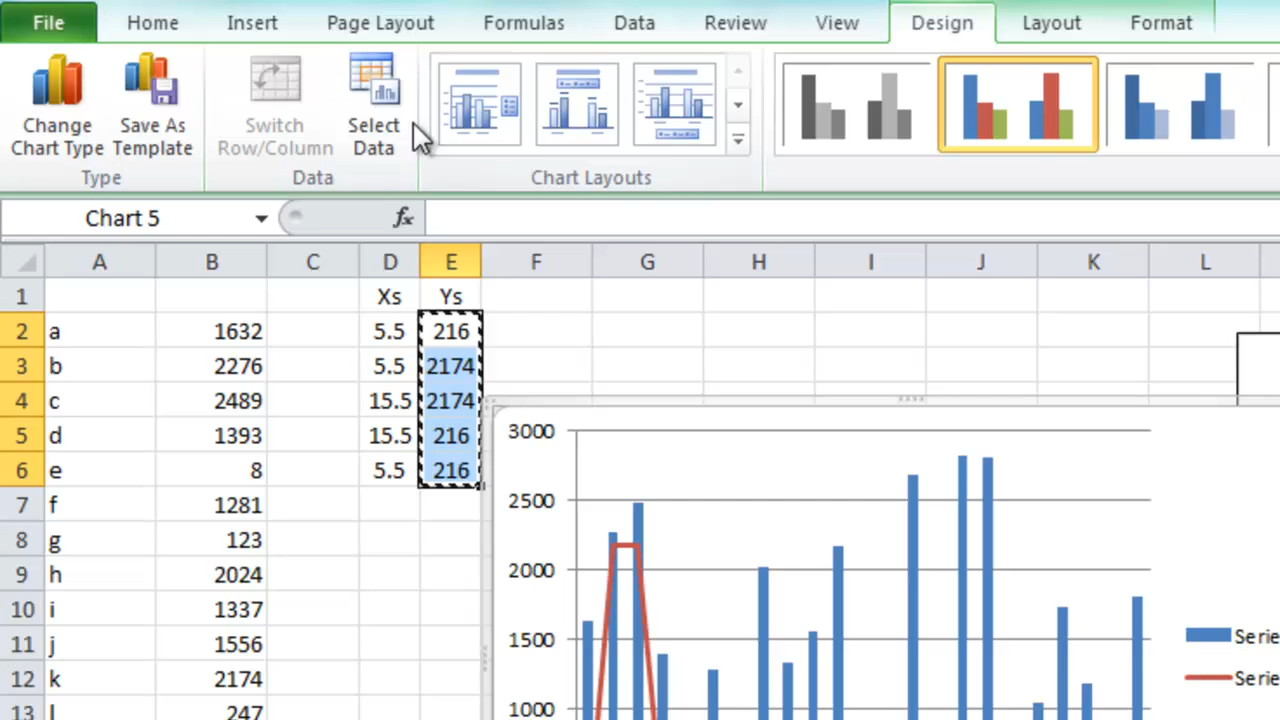 File Home Insert Page Layout Formulas Data Review View Design Layout Format
Change Chart Type
Save As Template
Switch Row/Column
Select Data
Type Data Chart Layouts
Chart 5 fx
A B C D E F G H I J K L
1 Xs Ys
2 a 1632 5.5 216
3 b 2276 5.5 2174
4 c 2489 15.5 2174
5 d 1393 15.5 216
6 e 8 5.5 216
7 f 1281
8 g 123
9 h 2024
10 i 1337
11 j 1556
12 k 2174
13 l 247
3000
2500
2000
1500
1000
Serie
Serie